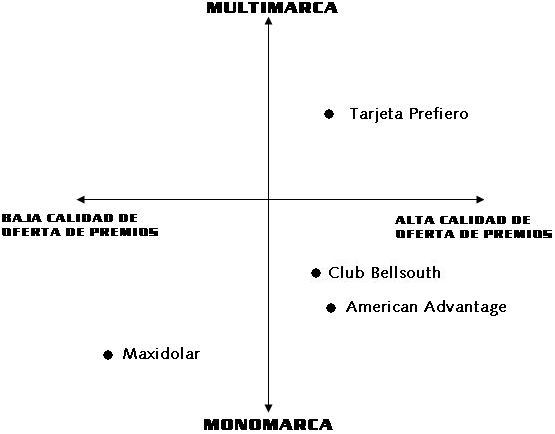 MULTIMARCA
Tarjeta Prefiero
BAJA CALIDAD DE
OFERTA DE PREMIOS
ALTA CALIDAD DE
OFERTA DE PREMIOS
Club Bellsouth
American Advantage
Maxidolar
MONOMARCA